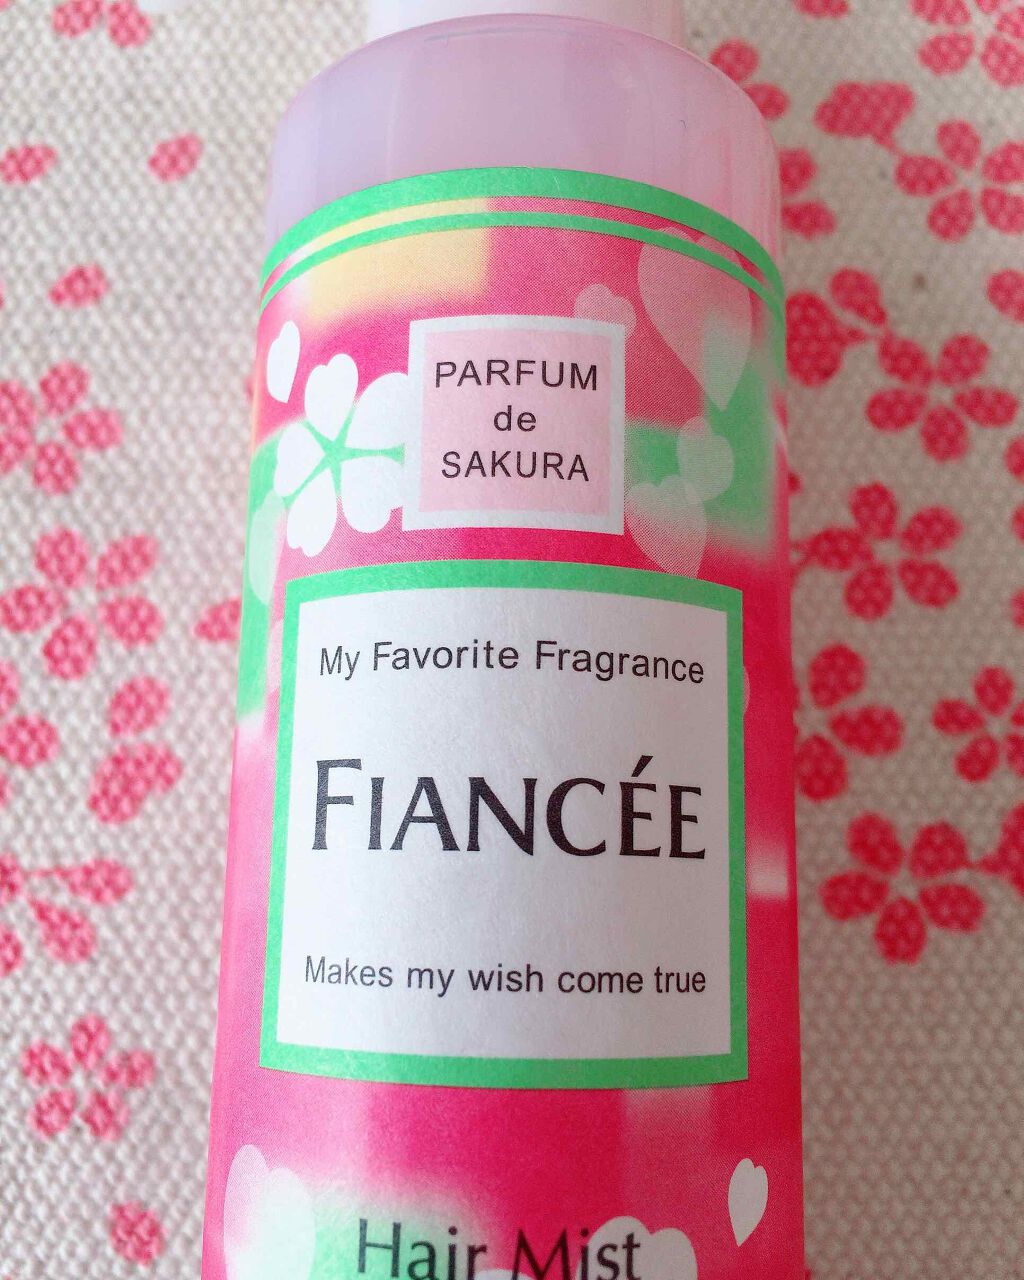 PARFUM
de
SAKURA
My Favorite Fragrance
FIANCÉE
Makes my wish come true
Hair Mist